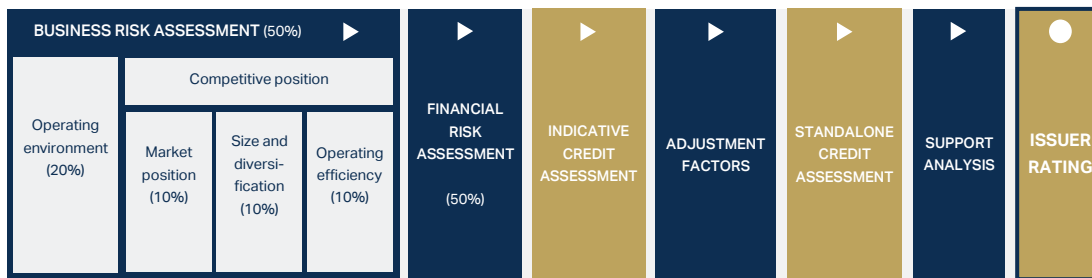 BUSINESS RISK ASSESSMENT (50%)
Operating
environment
(20%)
Competitive position
Market
position
(10%)
Size and
diversi-
fication
(10%)
Operating
efficiency
(10%)
FINANCIAL
RISK
ASSESSMENT
(50%)
INDICATIVE
CREDIT
ASSESSMENT
ADJUSTMENT
FACTORS
STANDALONE
CREDIT
ASSESSMENT
SUPPORT
ANALYSIS
ISSUER
RATING